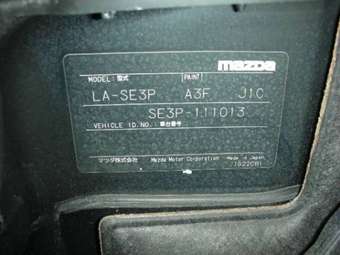 mazda
MODEL: 型式 PAINT
LA-SE3P A3F J1C
SE3P-111013
VEHICLE ID.NO.: 車台番号
マツダ株式会社 Mazda Motor Corporation Made in Japan